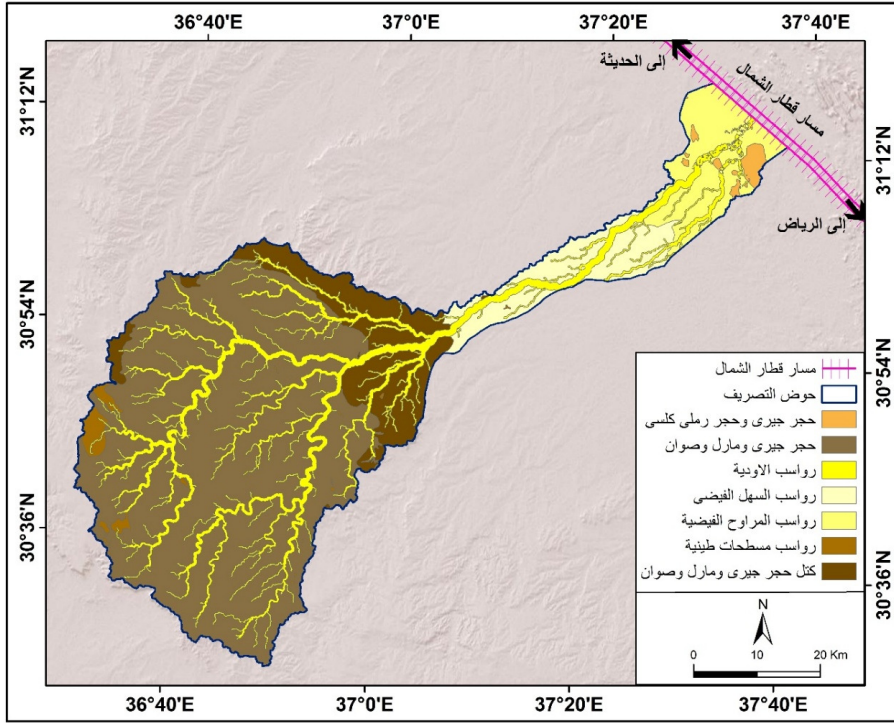 36°40'E 37°0'E 37°20'E 37°40'E
31°12'N
31°12'N
إلى الحديثة
مسار قطار الشمال
إلى الرياض
30°54'N
30°54'N
30°36'N
30°36'N
مسار قطار الشمال
حوض التصريف
حجر جيرى وحجر رملى كلسى
حجر جيرى ومارل وصوان
رواسب الاودية
رواسب السهل الفيضى
رواسب المراوح الفيضية
رواسب مسطحات طينية
كتل حجر جيرى ومارل وصوان
N
0 10 20 Km
36°40'E 37°0'E 37°20'E 37°40'E